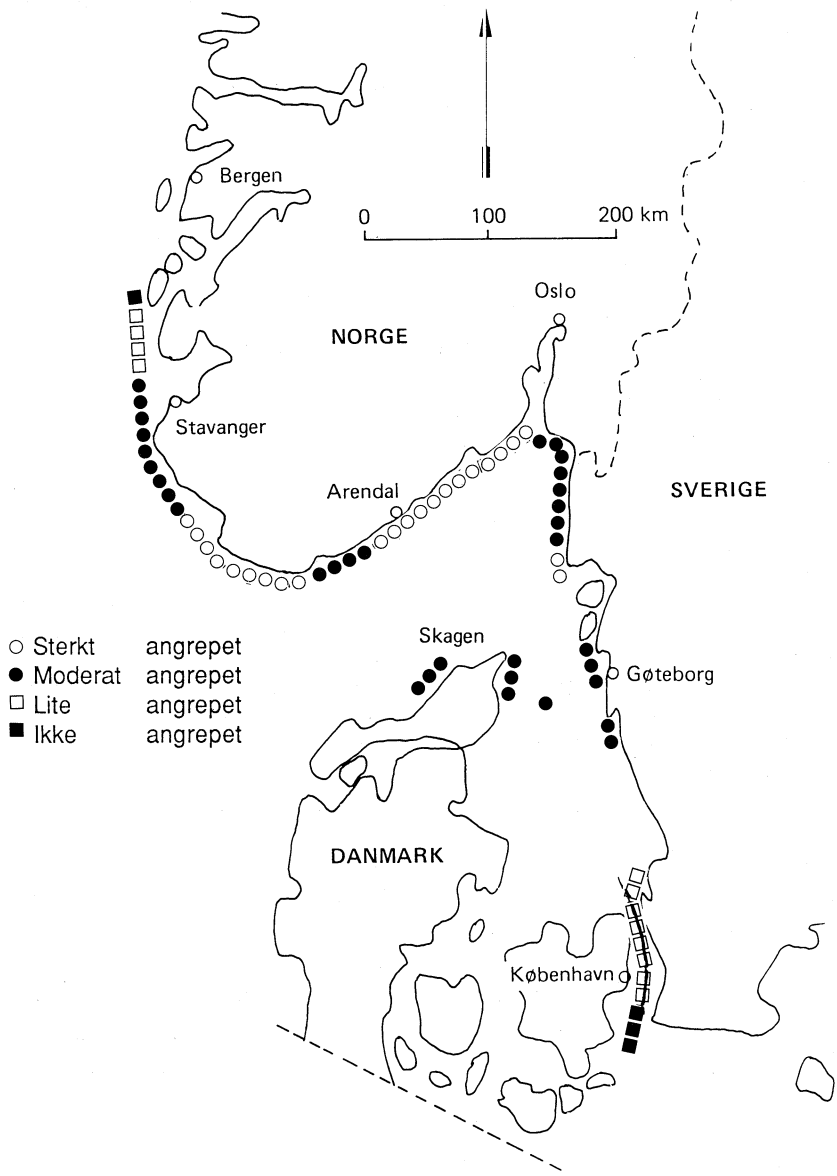 Bergen
0 100 200 km
Oslo
NORGE
Stavanger
Arendal
SVERIGE
Skagen
Sterkt angrepet
Moderat angrepet
Lite angrepet
Ikke angrepet
Gøteborg
DANMARK
København